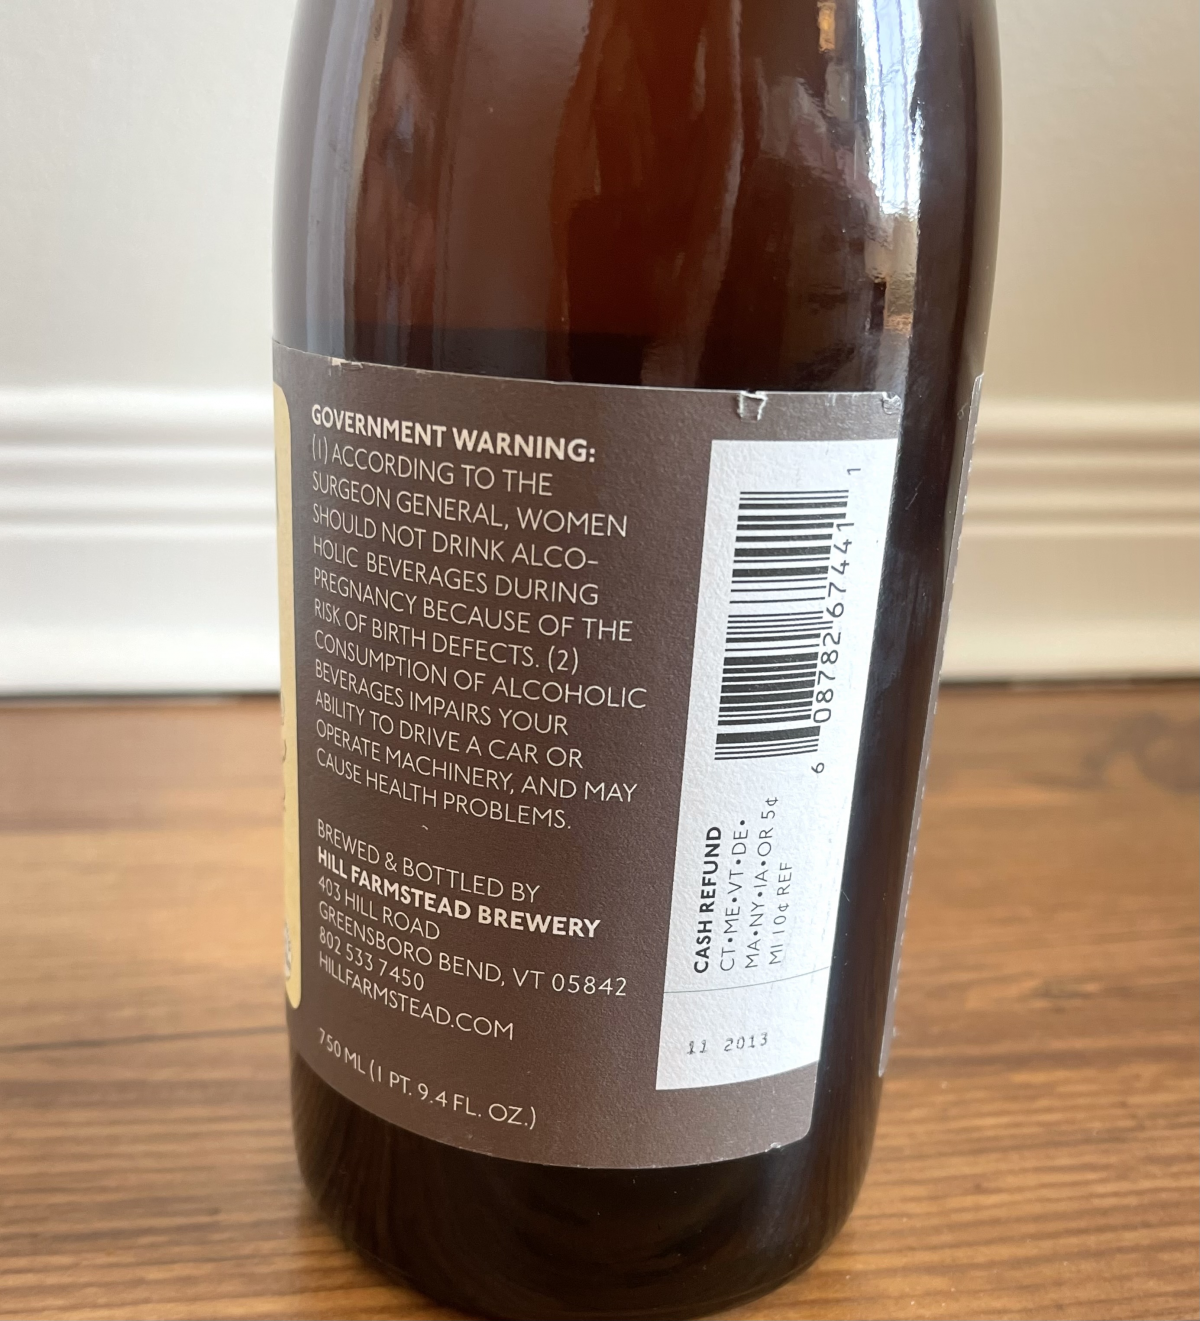 GOVERNMENT WARNING:
(1) ACCORDING TO THE
SURGEON GENERAL, WOMEN
SHOULD NOT DRINK ALCO-
HOLIC BEVERAGES DURING
PREGNANCY BECAUSE OF THE
RISK OF BIRTH DEFECTS. (2)
CONSUMPTION OF ALCOHOLIC
BEVERAGES IMPAIRS YOUR
ABILITY TO DRIVE A CAR OR
OPERATE MACHINERY, AND MAY
CAUSE HEALTH PROBLEMS.
BREWED & BOTTLED BY
HILL FARMSTEAD BREWERY
403 HILL ROAD
GREENSBORO BEND, VT 05842
802 533 7450
HILLFARMSTEAD.COM
750 ML (1 PT. 9.4 FL. OZ.)
6 08782 67441 1
CASH REFUND
CT•ME•VT•DE•
MA•NY•IA•OR 5¢
MI 10¢ REF
11 2013